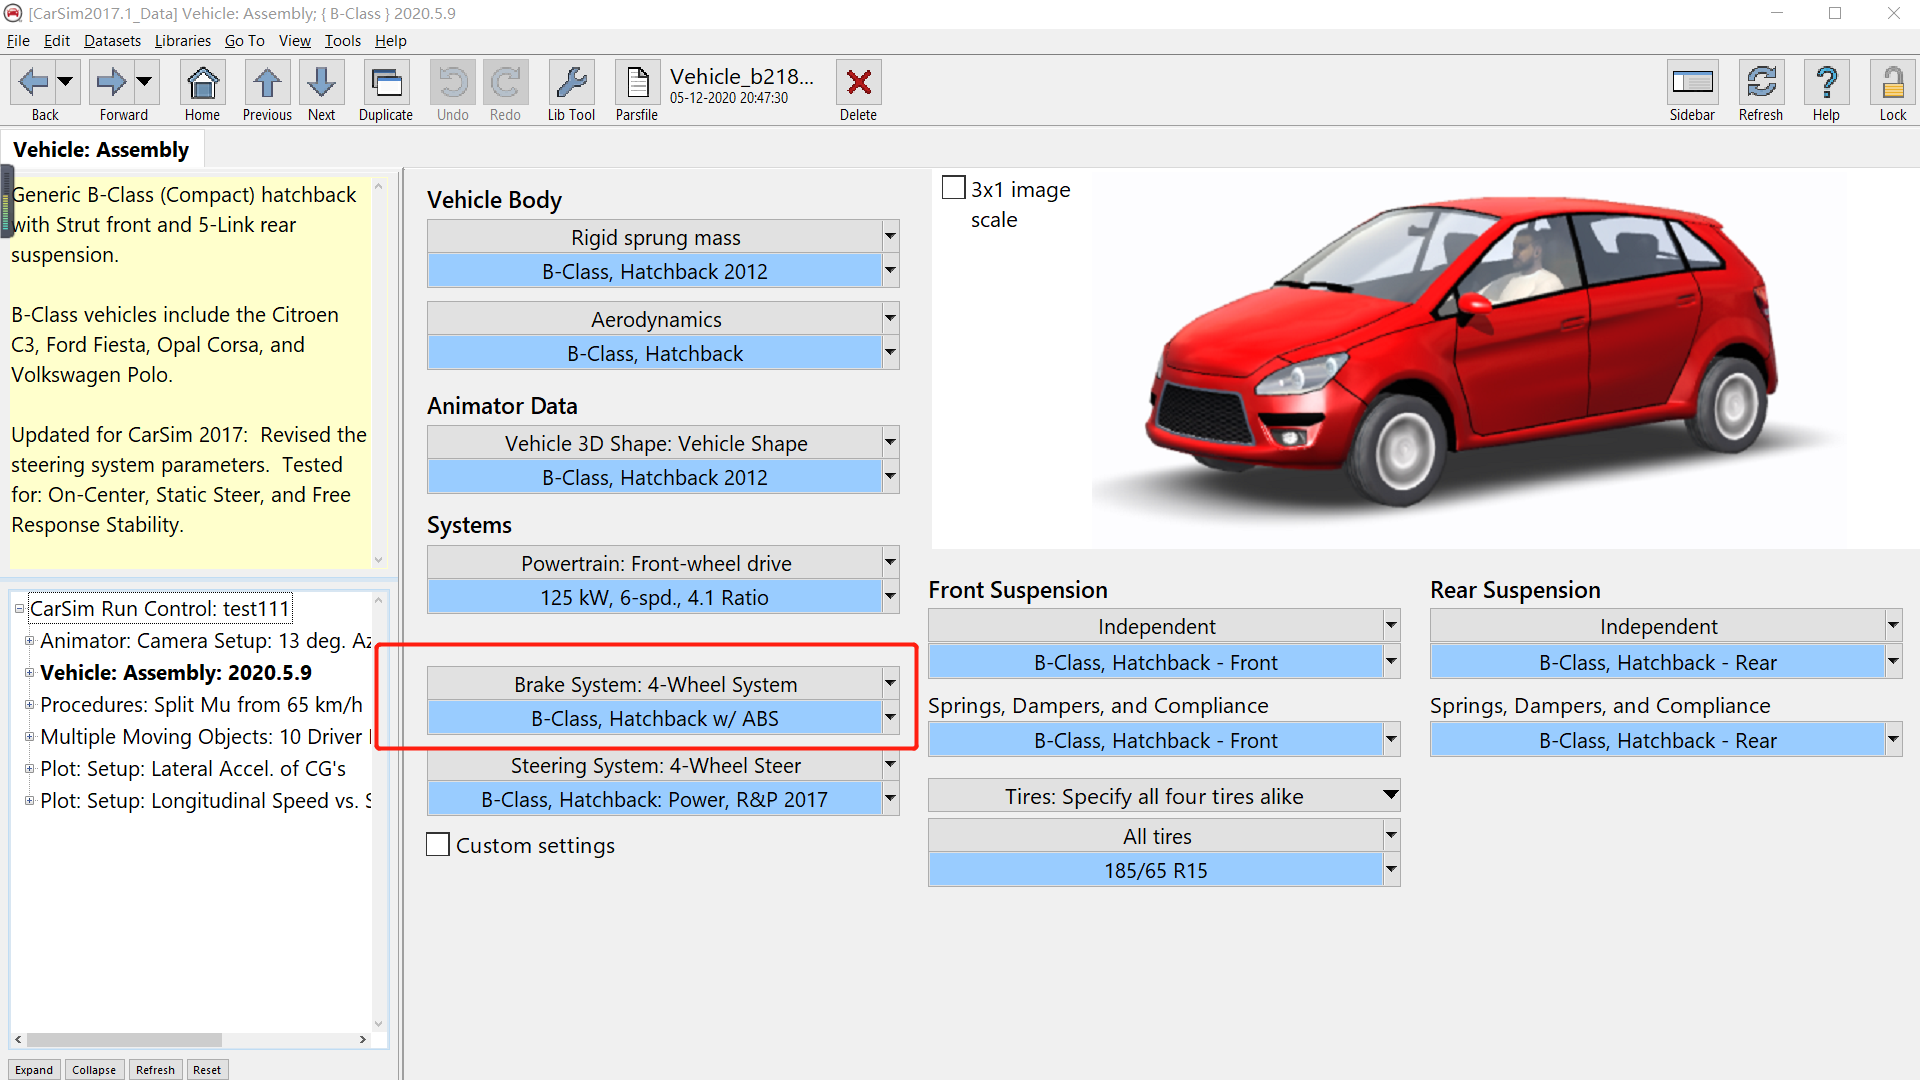 [CarSim2017.1_Data] Vehicle: Assembly; { B-Class } 2020.5.9
File Edit Datasets Libraries Go To View Tools Help
Back Forward Home Previous Next Duplicate Undo Redo Lib Tool Parsfile
Vehicle_b218...
05-12-2020 20:47:30
Delete Sidebar Refresh Help Lock
Vehicle: Assembly
Generic B-Class (Compact) hatchback
with Strut front and 5-Link rear
suspension.
B-Class vehicles include the Citroen
C3, Ford Fiesta, Opal Corsa, and
Volkswagen Polo.
Updated for CarSim 2017: Revised the
steering system parameters. Tested
for: On-Center, Static Steer, and Free
Response Stability.
CarSim Run Control: test111
Animator: Camera Setup: 13 deg. Az
Vehicle: Assembly: 2020.5.9
Procedures: Split Mu from 65 km/h
Multiple Moving Objects: 10 Driver
Plot: Setup: Lateral Accel. of CG's
Plot: Setup: Longitudinal Speed vs. S
Expand Collapse Refresh Reset
Vehicle Body
Rigid sprung mass
B-Class, Hatchback 2012
Aerodynamics
B-Class, Hatchback
Animator Data
Vehicle 3D Shape: Vehicle Shape
B-Class, Hatchback 2012
Systems
Powertrain: Front-wheel drive
125 kW, 6-spd., 4.1 Ratio
Brake System: 4-Wheel System
B-Class, Hatchback w/ ABS
Steering System: 4-Wheel Steer
B-Class, Hatchback: Power, R&P 2017
Custom settings
3x1 image
scale
Front Suspension
Independent
B-Class, Hatchback - Front
Springs, Dampers, and Compliance
B-Class, Hatchback - Front
Tires: Specify all four tires alike
All tires
185/65 R15
Rear Suspension
Independent
B-Class, Hatchback - Rear
Springs, Dampers, and Compliance
B-Class, Hatchback - Rear